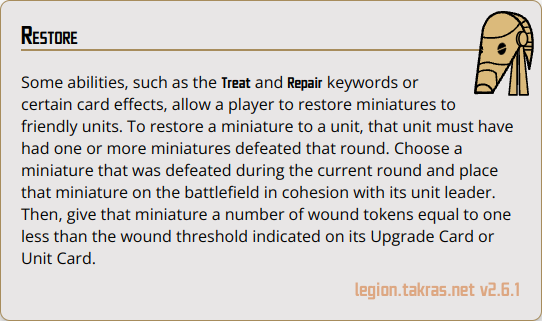 Restore
Some abilities, such as the Treat and Repair keywords or
certain card effects, allow a player to restore miniatures to
friendly units. To restore a miniature to a unit, that unit must have
had one or more miniatures defeated that round. Choose a
miniature that was defeated during the current round and place
that miniature on the battlefield in cohesion with its unit leader.
Then, give that miniature a number of wound tokens equal to one
less than the wound threshold indicated on its Upgrade Card or
Unit Card.
legion.takras.net v2.6.1